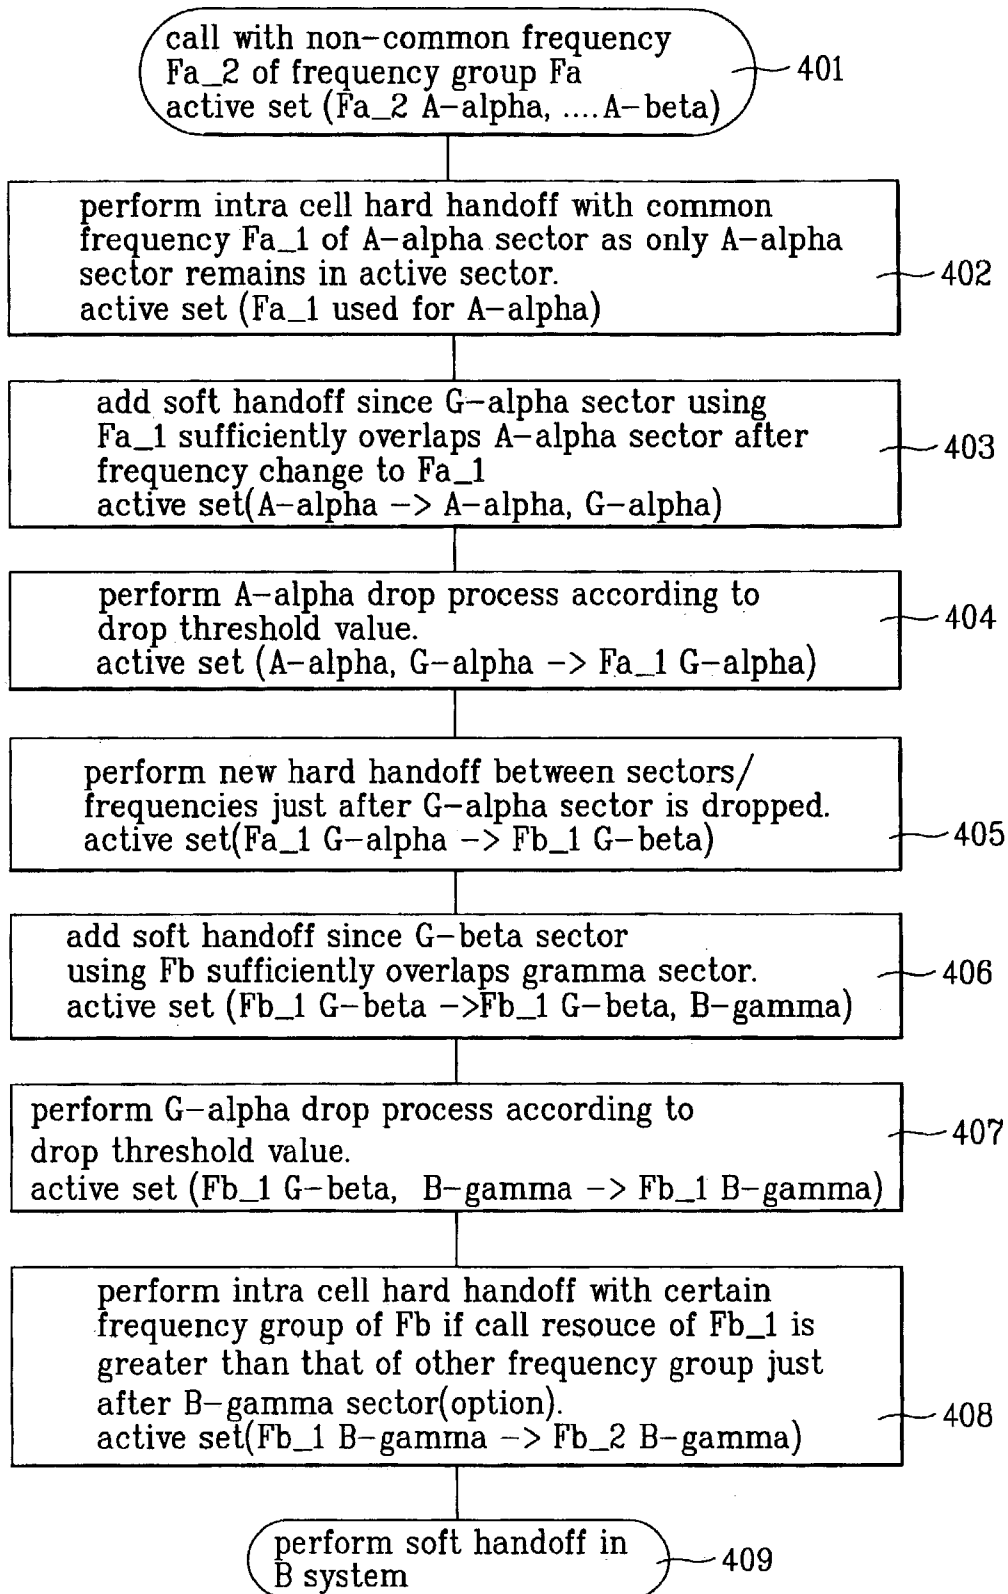 call with non-common frequency
Fa_2 of frequency group Fa
active set (Fa_2 A-alpha, ....A-beta)
401
perform intra cell hard handoff with common
frequency Fa_1 of A-alpha sector as only A-alpha
sector remains in active sector.
active set (Fa_1 used for A-alpha)
402
add soft handoff since G-alpha sector using
Fa_1 sufficiently overlaps A-alpha sector after
frequency change to Fa_1
active set(A-alpha -> A-alpha, G-alpha)
403
perform A-alpha drop process according to
drop threshold value.
active set (A-alpha, G-alpha -> Fa_1 G-alpha)
404
perform new hard handoff between sectors/
frequencies just after G-alpha sector is dropped.
active set(Fa_1 G-alpha -> Fb_1 G-beta)
405
add soft handoff since G-beta sector
using Fb sufficiently overlaps gramma sector.
active set (Fb_1 G-beta ->Fb_1 G-beta, B-gamma)
406
perform G-alpha drop process according to
drop threshold value.
active set (Fb_1 G-beta, B-gamma -> Fb_1 B-gamma)
407
perform intra cell hard handoff with certain
frequency group of Fb if call resouce of Fb_1 is
greater than that of other frequency group just
after B-gamma sector(option).
active set(Fb_1 B-gamma -> Fb_2 B-gamma)
408
perform soft handoff in
B system
409